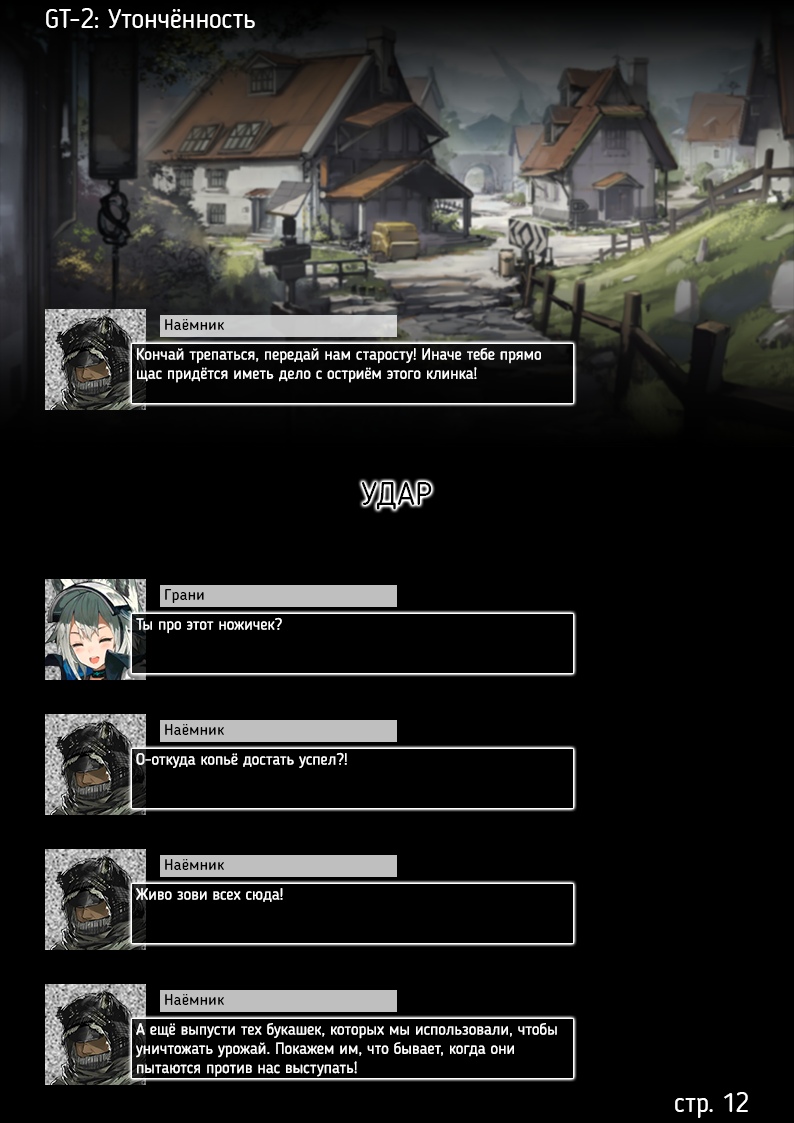 GT-2: Утончённость
Наёмник
Кончай трепаться, передай нам старосту! Иначе тебе прямо
щас придётся иметь дело с остриём этого клинка!
УДАР
Грани
Ты про этот ножичек?
Наёмник
О-откуда копьё достать успел?!
Наёмник
Живо зови всех сюда!
Наёмник
А ещё выпусти тех букашек, которых мы использовали, чтобы
уничтожать урожай. Покажем им, что бывает, когда они
пытаются против нас выступать!
стр. 12